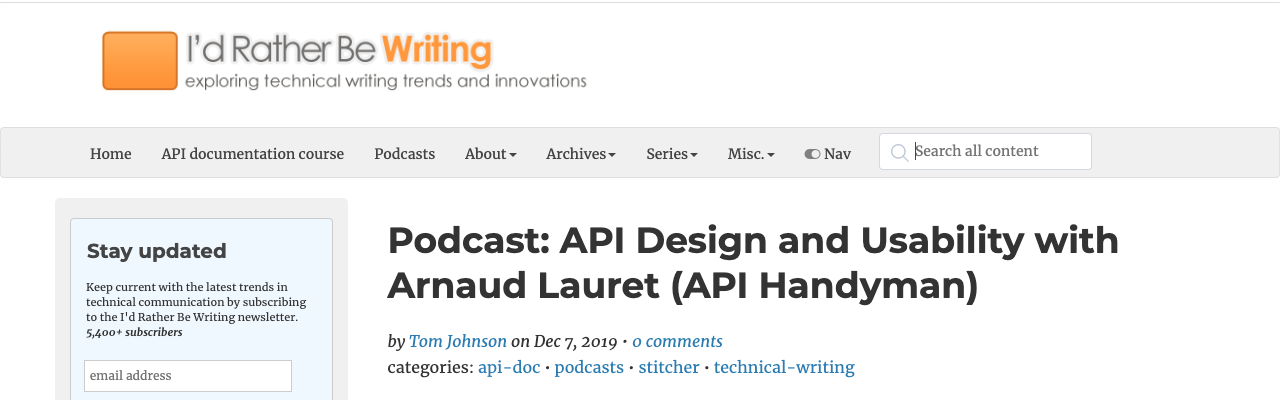 I'd Rather Be Writing
exploring technical writing trends and innovations
Home API documentation course Podcasts About Archives Series Misc. Nav Search all content
Stay updated
Keep current with the latest trends in
technical communication by subscribing
to the I'd Rather Be Writing newsletter.
5,400+ subscribers
email address
Podcast: API Design and Usability with
Arnaud Lauret (API Handyman)
by Tom Johnson on Dec 7, 2019 • 0 comments
categories: api-doc • podcasts • stitcher • technical-writing